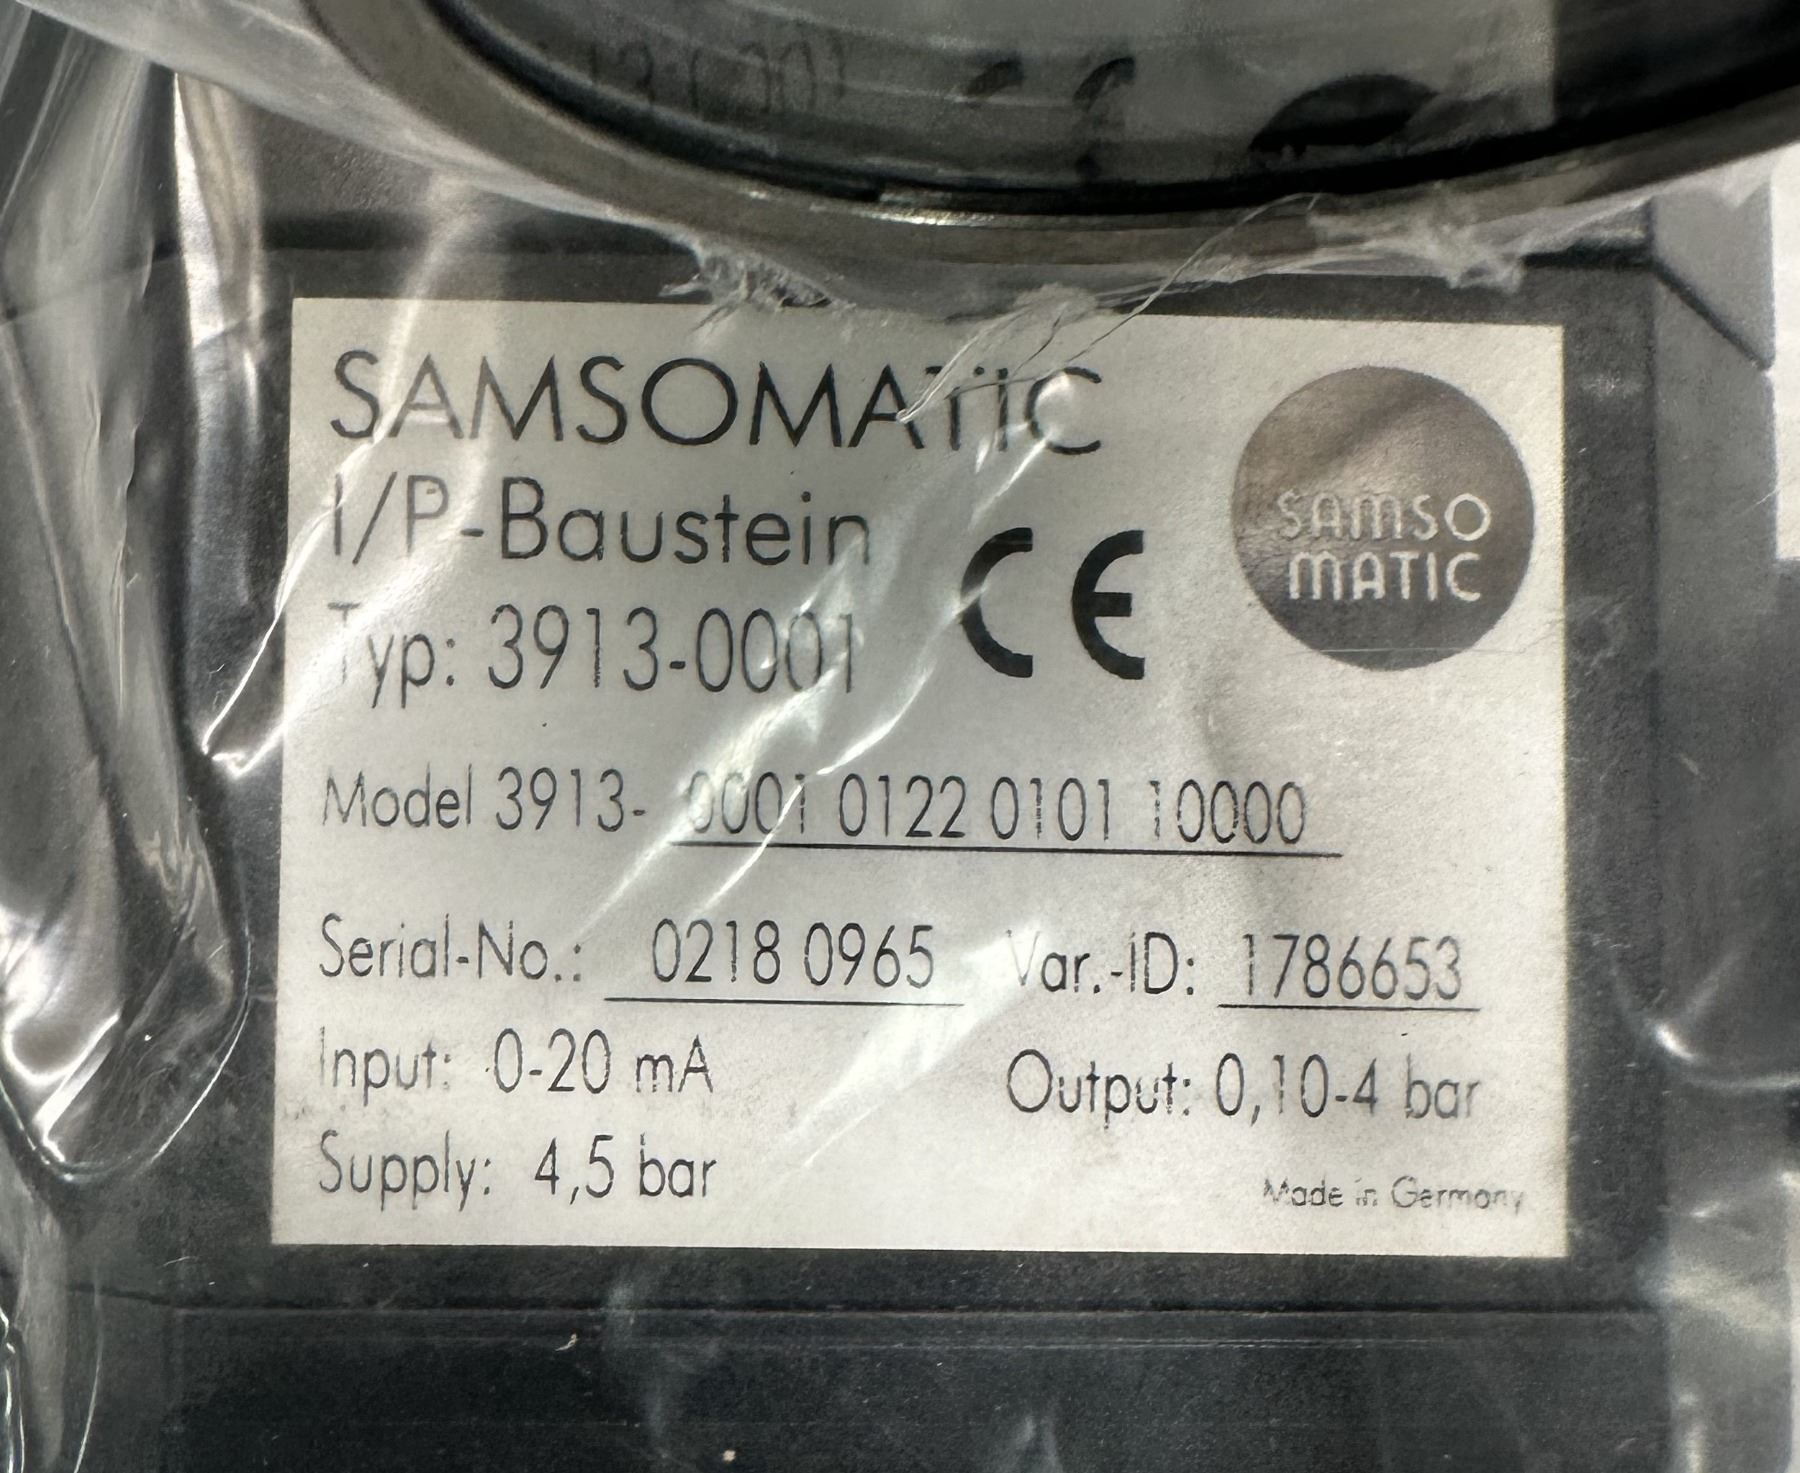 SAMSOMATIC
I/P-Baustein
CE
SAMSO
MATIC
Typ: 3913-0001
Model 3913- 0001 0122 0101 10000
Serial-No.: 0218 0965 Var.-ID: 1786653
Input: 0-20 mA Output: 0,10-4 bar
Supply: 4,5 bar
Made in Germany